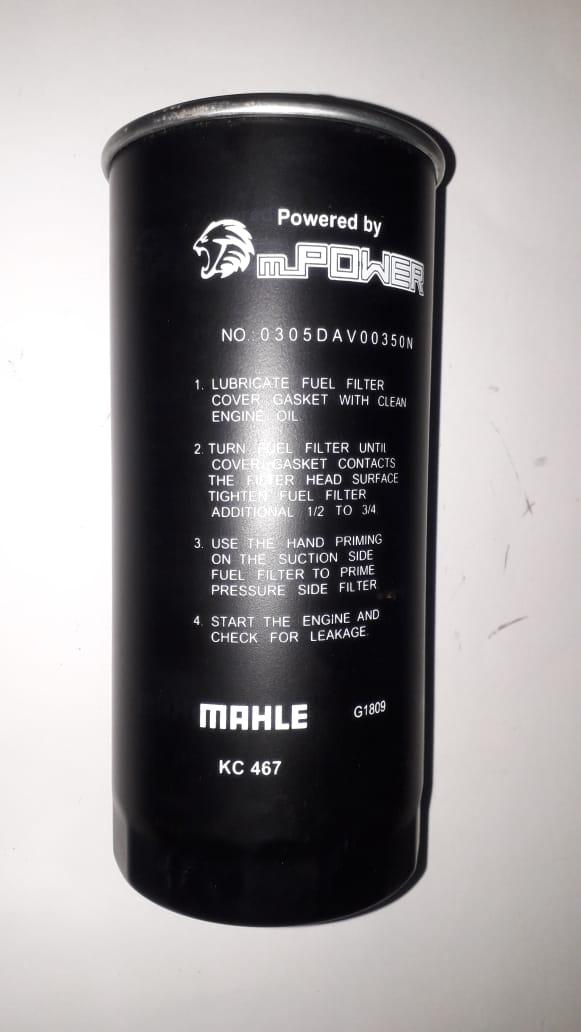 Powered by
mPOWER
NO. 0305DAV00350N
1. LUBRICATE FUEL FILTER
COVER GASKET WITH CLEAN
ENGINE OIL
2. TURN FUEL FILTER UNTIL
COVER GASKET CONTACTS
THE FILTER HEAD SURFACE
TIGHTEN FUEL FILTER
ADDITIONAL 1/2 TO 3/4
3. USE THE HAND PRIMING
ON THE SUCTION SIDE
FUEL FILTER TO PRIME
PRESSURE SIDE FILTER
4. START THE ENGINE AND
CHECK FOR LEAKAGE.
MAHLE G1809
KC 467